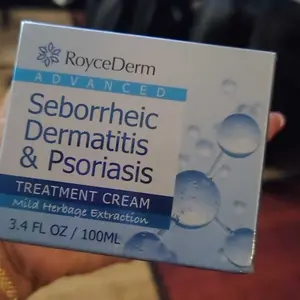 RoyceDerm
ADVANCED
Seborrheic
Dermatitis
& Psoriasis
TREATMENT CREAM
Mild Herbage Extraction
3.4 FL OZ / 100ML